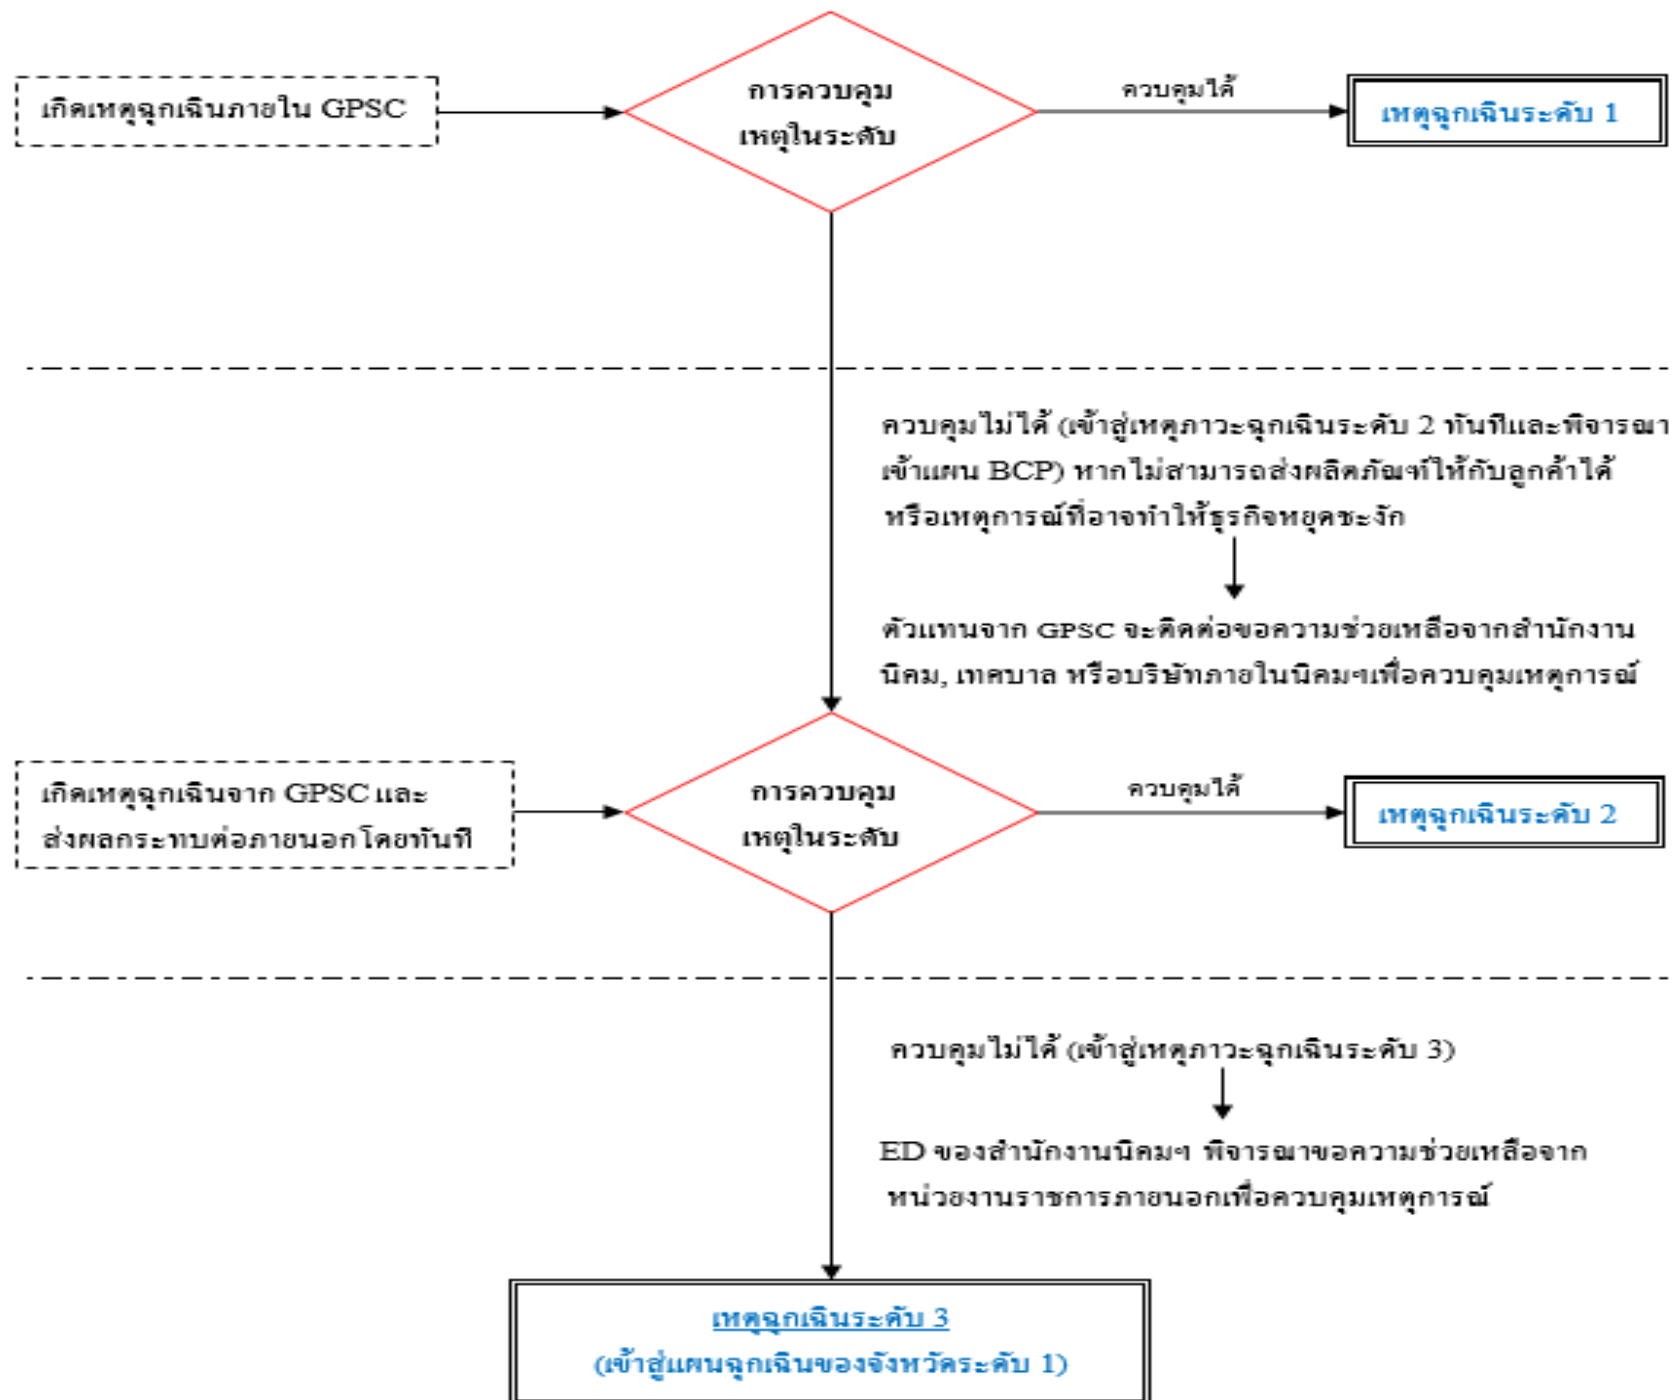 เกิดเหตุฉุกเฉินภายใน GPSC
การควบคุม
เหตุในระดับ
ควบคุมได้
เหตุฉุกเฉินระดับ 1
ควบคุมไม่ได้ (เข้าสู่เหตุภาวะฉุกเฉินระดับ 2 ทันทีและพิจารณา
เข้าแผน BCP) หากไม่สามารถส่งผลิตภัณฑ์ให้กับลูกค้าได้
หรือเหตุการณ์ที่อาจทำให้ธุรกิจหยุดชะงัก
ตัวแทนจาก GPSC จะติดต่อขอความช่วยเหลือจากสำนักงาน
นิคม, เทศบาล หรือบริษัทภายในนิคมฯเพื่อควบคุมเหตุการณ์
เกิดเหตุฉุกเฉินจาก GPSC และ
ส่งผลกระทบต่อภายนอกโดยทันที
การควบคุม
เหตุในระดับ
ควบคุมได้
เหตุฉุกเฉินระดับ 2
ควบคุมไม่ได้ (เข้าสู่เหตุภาวะฉุกเฉินระดับ 3)
ED ของสำนักงานนิคมฯ พิจารณาขอความช่วยเหลือจาก
หน่วยงานราชการภายนอกเพื่อควบคุมเหตุการณ์
เหตุฉุกเฉินระดับ 3
(เข้าสู่แผนฉุกเฉินของจังหวัดระดับ 1)